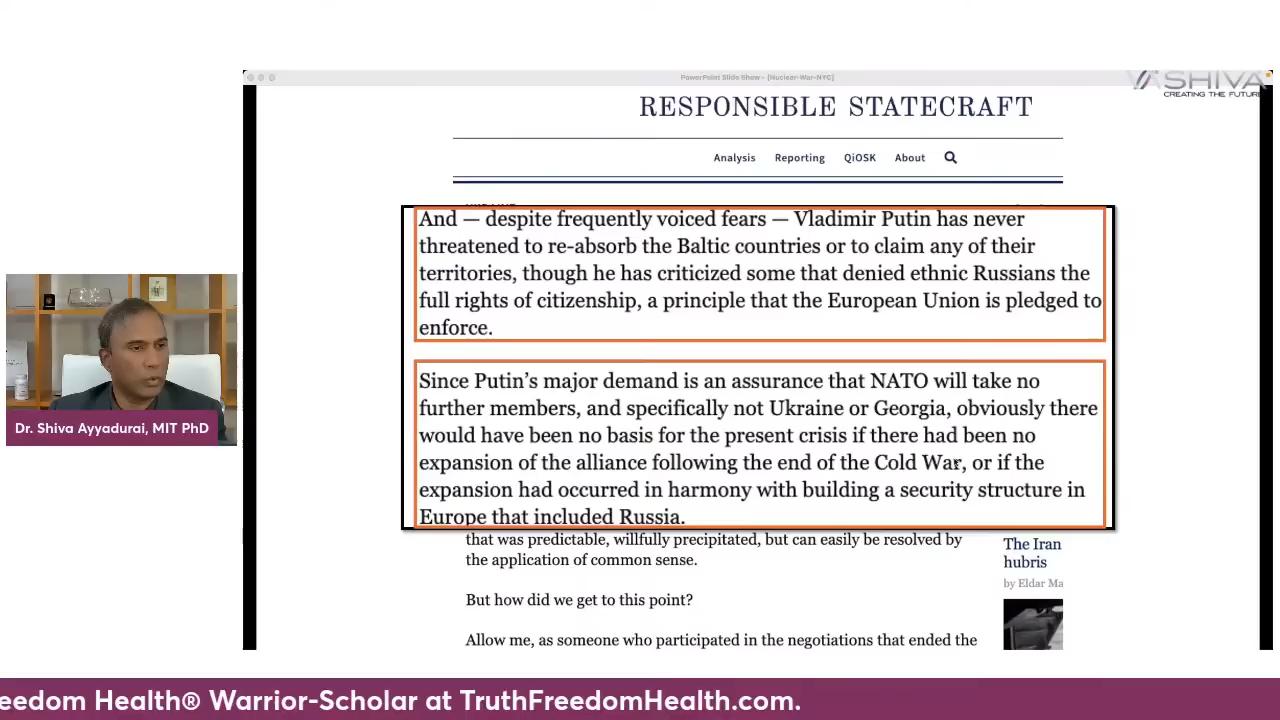 PowerPoint Slide Show - [Nuclear-War-NYC]
SHIVA
CREATING THE FUTURE
RESPONSIBLE STATECRAFT
Analysis Reporting QiOSK About
And — despite frequently voiced fears — Vladimir Putin has never
threatened to re-absorb the Baltic countries or to claim any of their
territories, though he has criticized some that denied ethnic Russians the
full rights of citizenship, a principle that the European Union is pledged to
enforce.
Since Putin's major demand is an assurance that NATO will take no
further members, and specifically not Ukraine or Georgia, obviously there
would have been no basis for the present crisis if there had been no
expansion of the alliance following the end of the Cold War, or if the
expansion had occurred in harmony with building a security structure in
Europe that included Russia.
that was predictable, willfully precipitated, but can easily be resolved by
the application of common sense.
But how did we get to this point?
Allow me, as someone who participated in the negotiations that ended the
The Iran
hubris
by Eldar Ma
Dr. Shiva Ayyadurai, MIT PhD
eedom Health® Warrior-Scholar at TruthFreedomHealth.com.